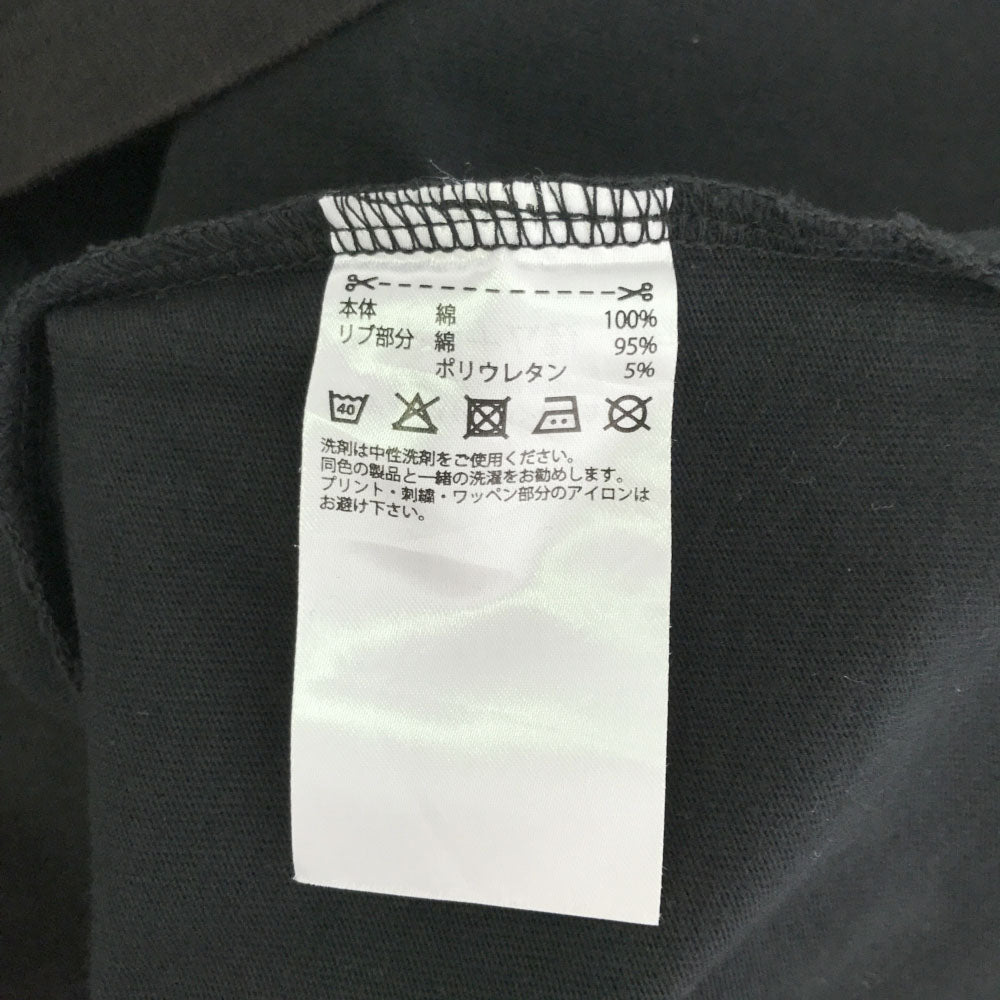 本体 綿 100%
リブ部分 綿 95%
ポリウレタン 5%
40
洗剤は中性洗剤をご使用ください。
同色の製品と一緒の洗濯をお勧めします。
プリント・刺繍・ワッペン部分のアイロンは
お避け下さい。